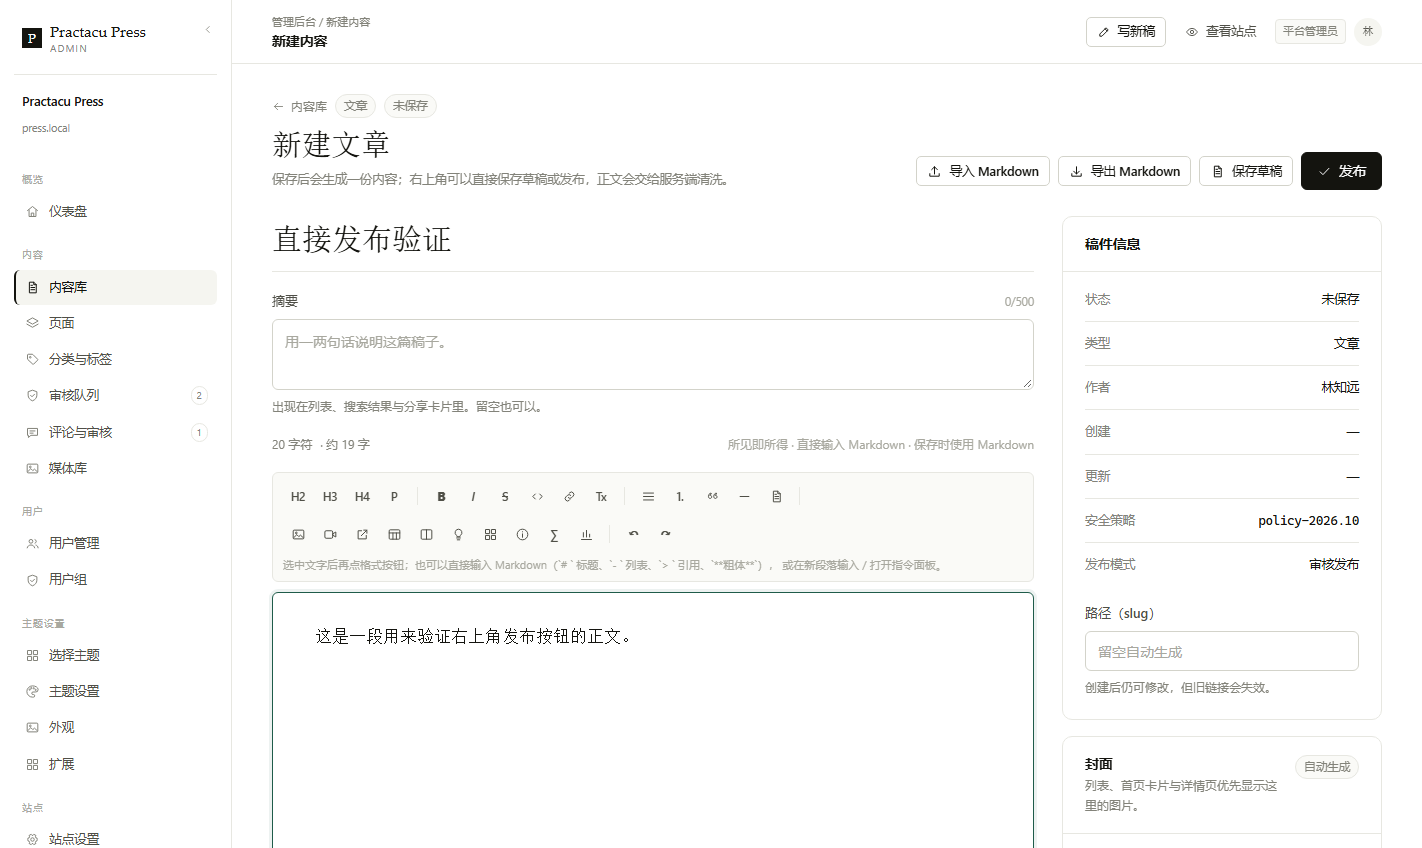 P Practacu Press
ADMIN
Practacu Press
press.local
概览
仪表盘
内容
内容库
页面
分类与标签
审核队列 2
评论与审核 1
媒体库
用户
用户管理
用户组
主题设置
选择主题
主题设置
外观
扩展
站点
站点设置
管理后台 / 新建内容
新建内容
写新稿 查看站点 平台管理员 林
← 内容库 文章 未保存
新建文章
保存后会生成一份内容；右上角可以直接保存草稿或发布，正文会交给服务端清洗。
导入 Markdown 导出 Markdown 保存草稿 发布
直接发布验证
摘要 0/500
用一两句话说明这篇稿子。
出现在列表、搜索结果与分享卡片里。留空也可以。
20 字符 · 约 19 字 所见即所得 · 直接输入 Markdown · 保存时使用 Markdown
H2 H3 H4 P B I S <> Tx 1. “ —
∑
选中文字后再点格式按钮；也可以直接输入 Markdown（`# ` 标题、`- ` 列表、`> ` 引用、`**粗体**`），或在新段落输入 / 打开指令面板。
这是一段用来验证右上角发布按钮的正文。
稿件信息
状态 未保存
类型 文章
作者 林知远
创建 —
更新 —
安全策略 policy-2026.10
发布模式 审核发布
路径（slug）
留空自动生成
创建后仍可修改，但旧链接会失效。
封面 自动生成
列表、首页卡片与详情页优先显示这
里的图片。